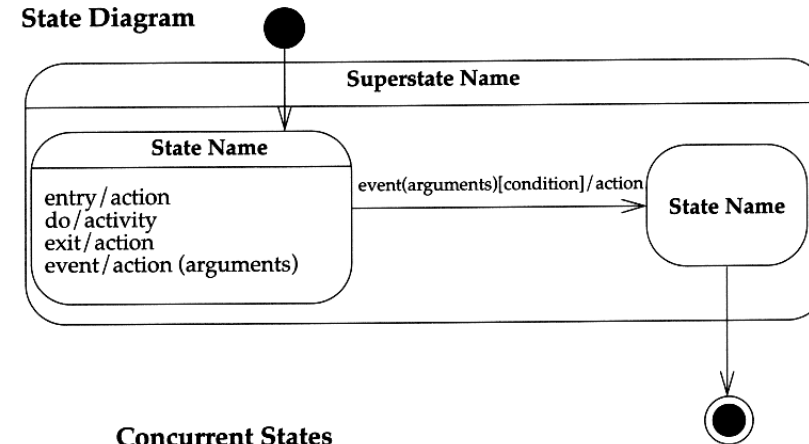 State Diagram
Superstate Name
State Name
entry/action
do/activity
exit/action
event/action (arguments)
event(arguments)[condition]/action
State Name
Concurrent States